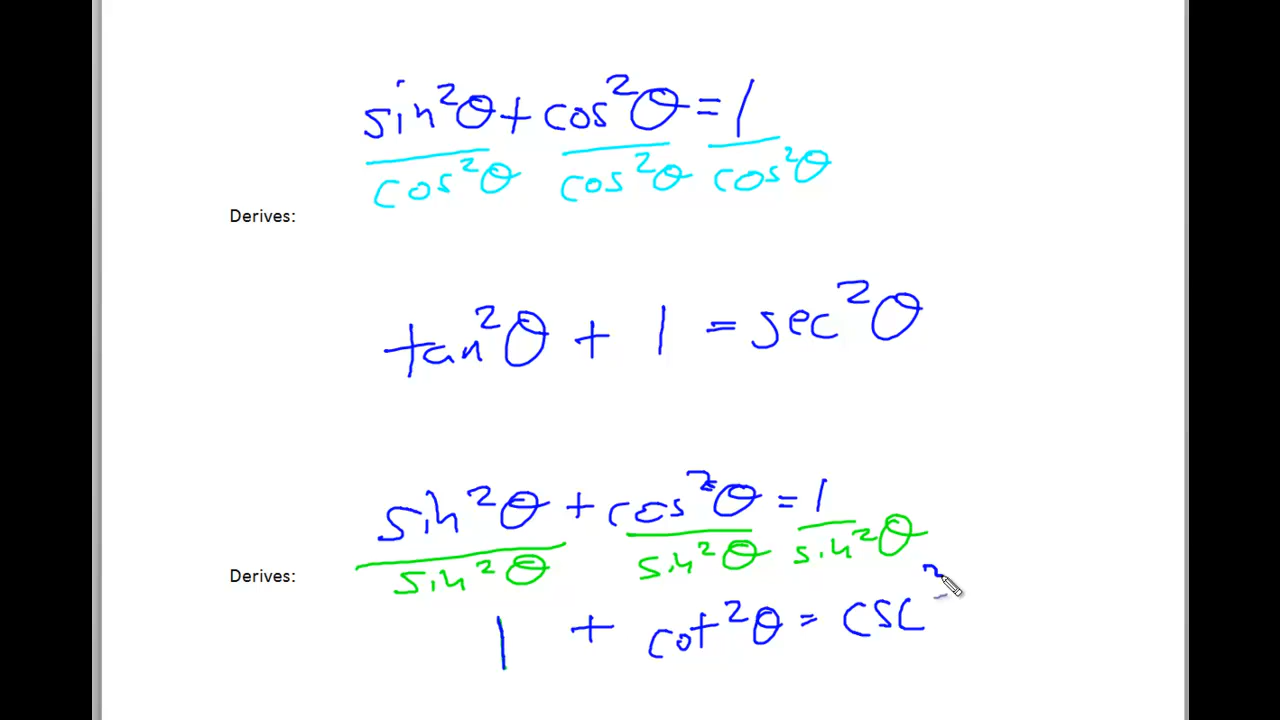 sin²θ + cos²θ = 1
cos²θ cos²θ cos²θ
Derives:
tan²θ + 1 = sec²θ
sin²θ + cos²θ = 1
sin²θ sin²θ sin²θ
Derives:
1 + cot²θ = csc²